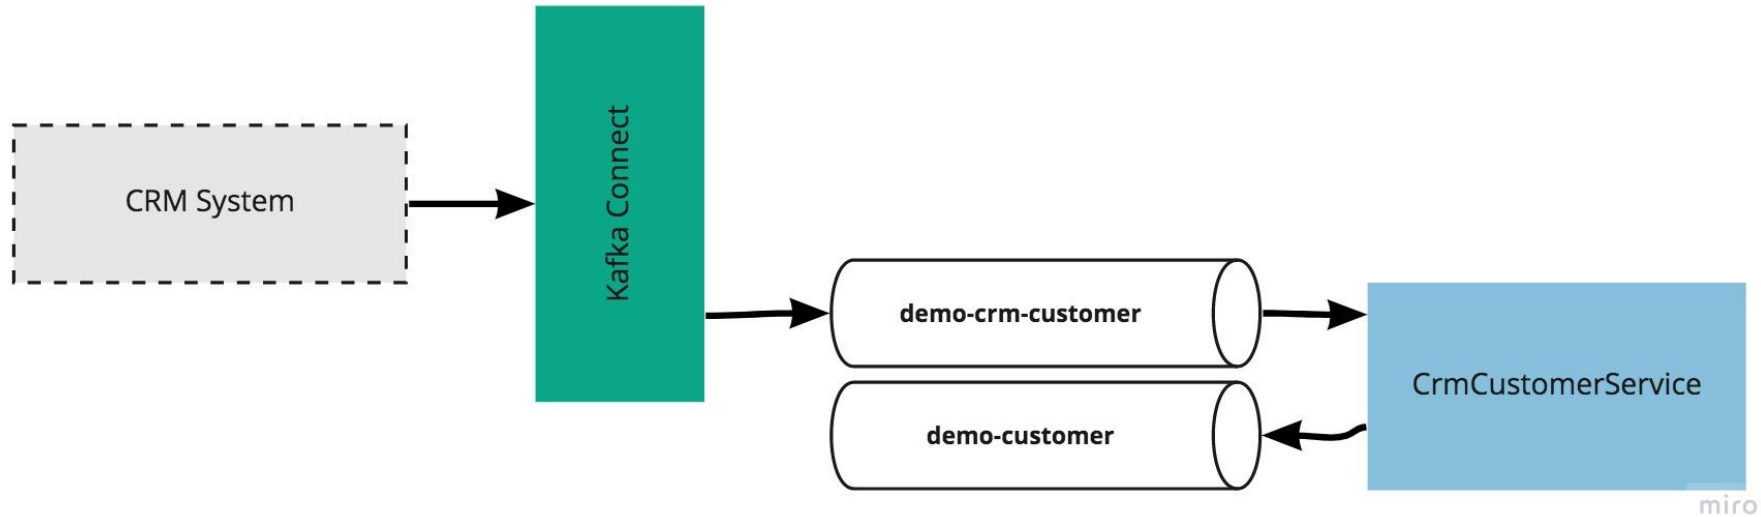 CRM System
Kafka Connect
demo-crm-customer
demo-customer
CrmCustomerService
miro